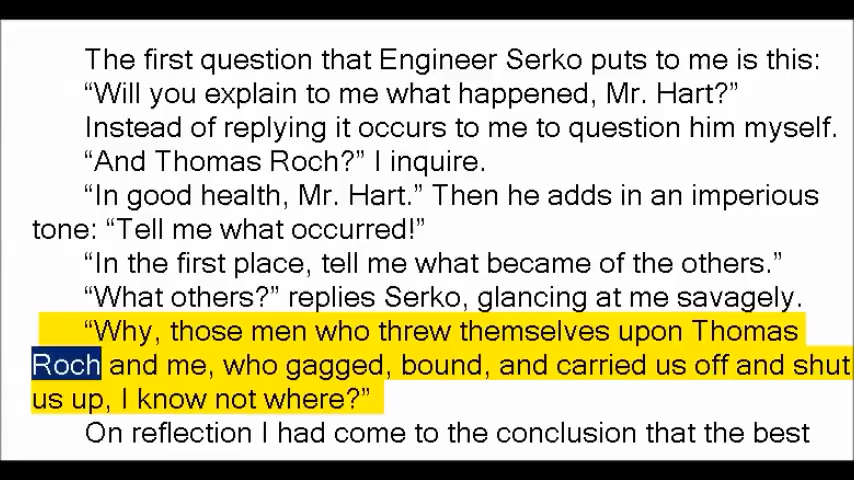 The first question that Engineer Serko puts to me is this:
“Will you explain to me what happened, Mr. Hart?”
Instead of replying it occurs to me to question him myself.
“And Thomas Roch?” I inquire.
“In good health, Mr. Hart.” Then he adds in an imperious
tone: “Tell me what occurred!”
“In the first place, tell me what became of the others.”
“What others?” replies Serko, glancing at me savagely.
“Why, those men who threw themselves upon Thomas
Roch and me, who gagged, bound, and carried us off and shut
us up, I know not where?”
On reflection I had come to the conclusion that the best